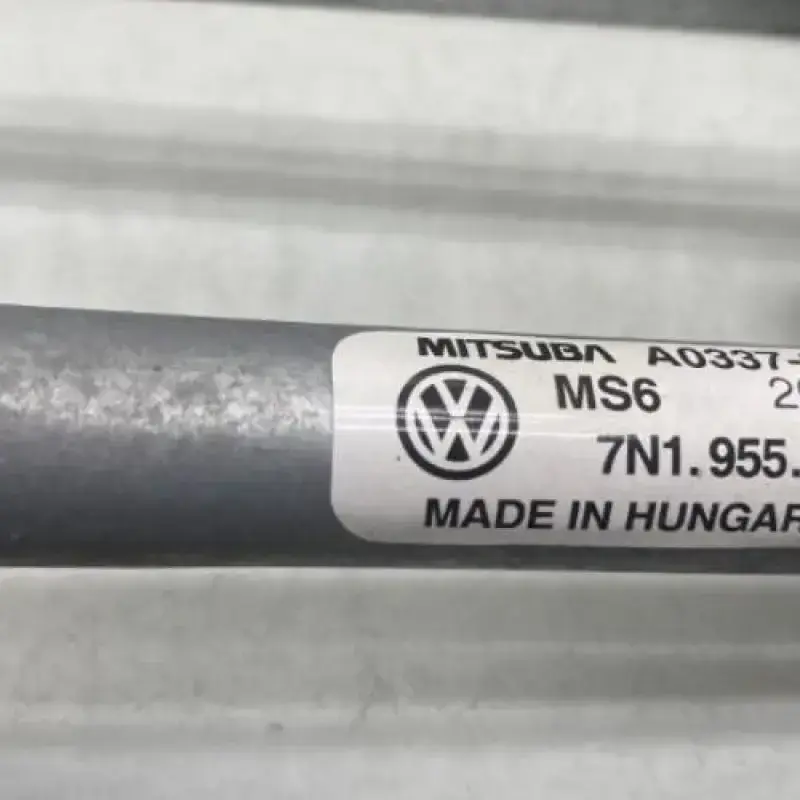 MITSUBA A0337-
MS6 2
7N1.955.
MADE IN HUNGAR